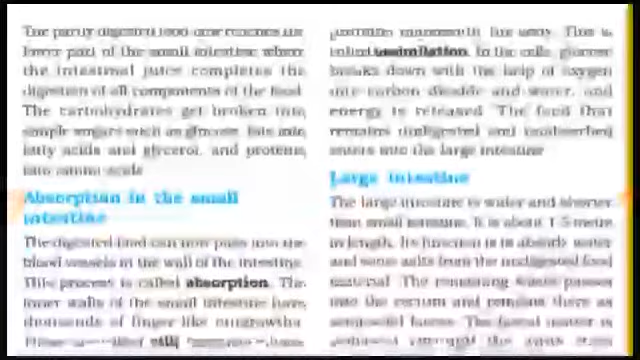 The partly digested food now reaches the
lower part of the small intestine where
the intestinal juice completes the
digestion of all components of the food.
The carbohydrates get broken into
simple sugars such as glucose, fats into
fatty acids and glycerol, and proteins
into amino acids.
Absorption in the small
intestine
The digested food can now pass into the
blood vessels in the wall of the intestine.
This process is called absorption. The
inner walls of the small intestine have
thousands of finger-like outgrowths.
villi
This is
called assimilation. In the cells, glucose
breaks down with the help of oxygen
into carbon dioxide and water, and
energy is released. The food that
remains undigested and unabsorbed
enters into the large intestine.
Large intestine
The large intestine is wider and shorter
than small intestine. It is about 1.5 metre
in length. Its function is to absorb water
and some salts from the undigested food
material. The remaining waste passes
into the rectum and remains there as
semi-solid faeces. The faecal matter is
removed through the anus from